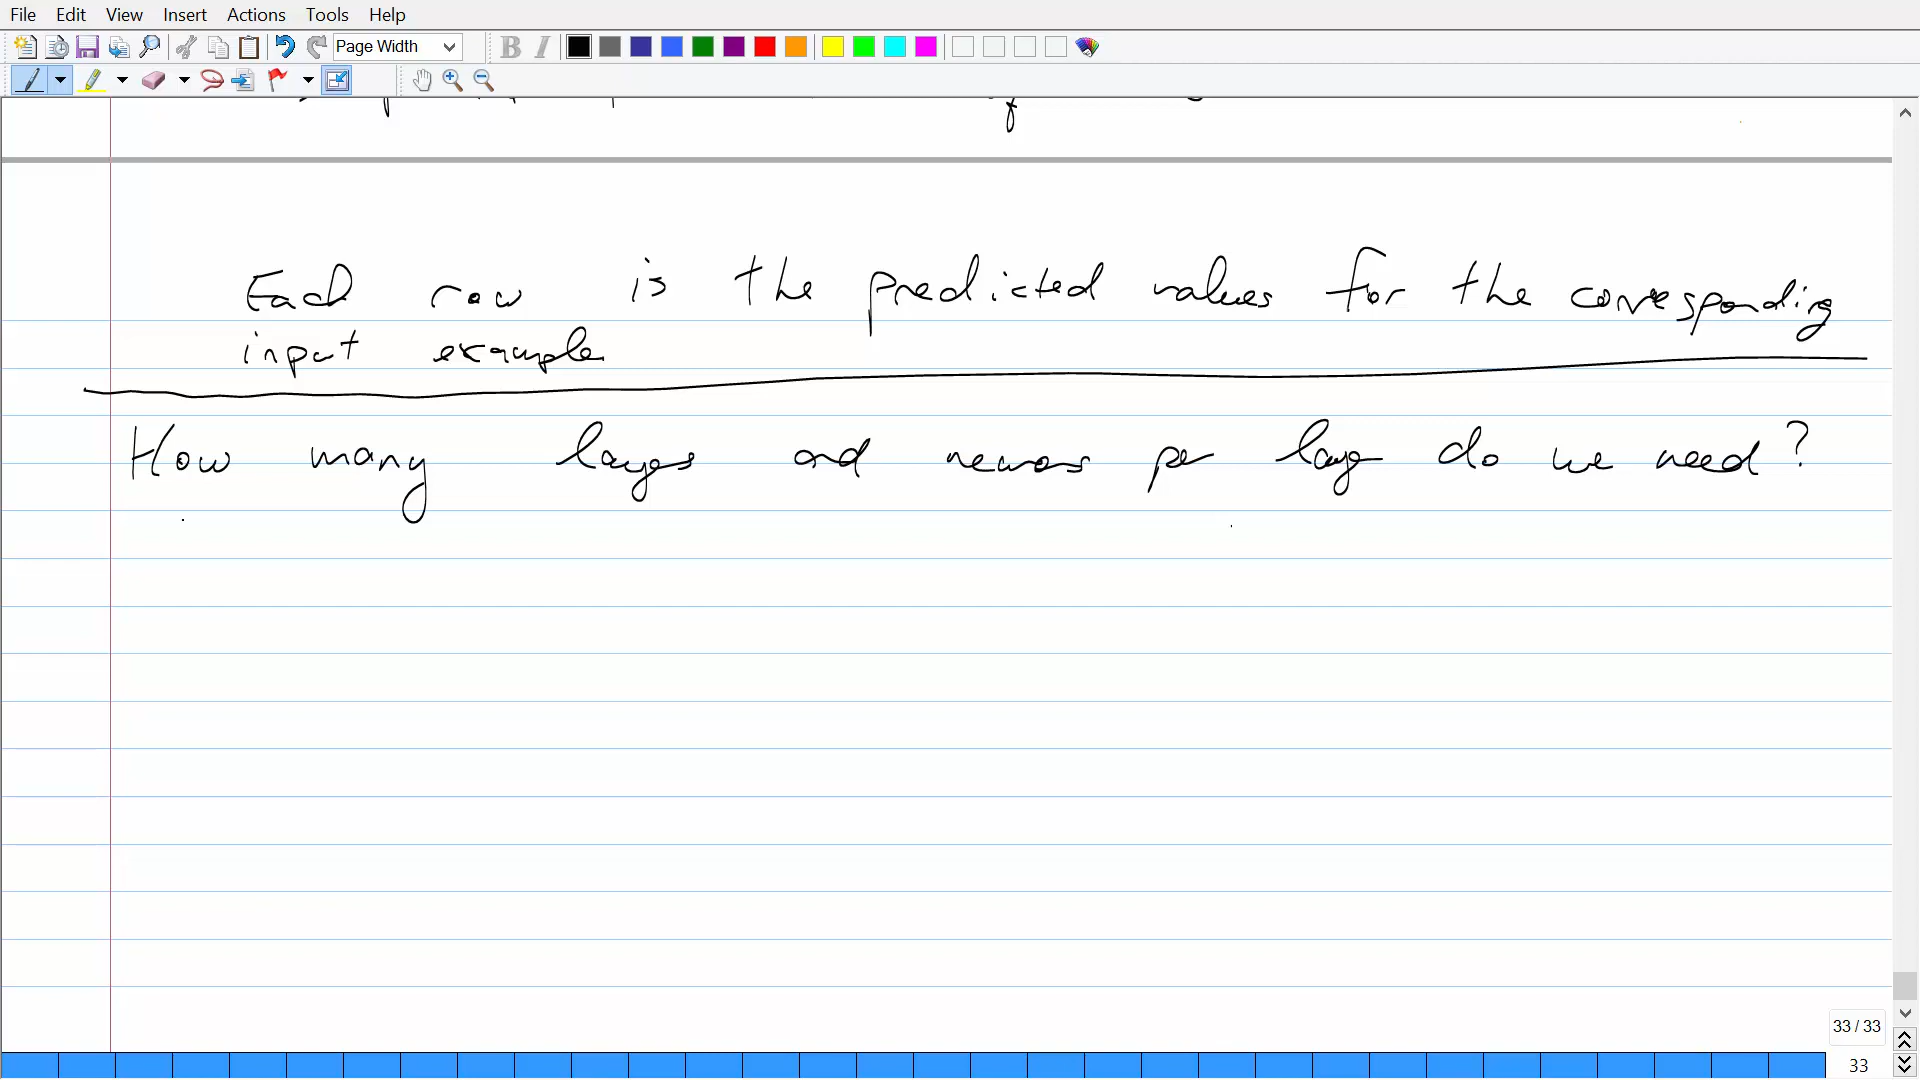 File Edit View Insert Actions Tools Help
Page Width B I
Each row is the predicted values for the corresponding
input example
How many layers and neurons per layer do we need?
33 / 33
33